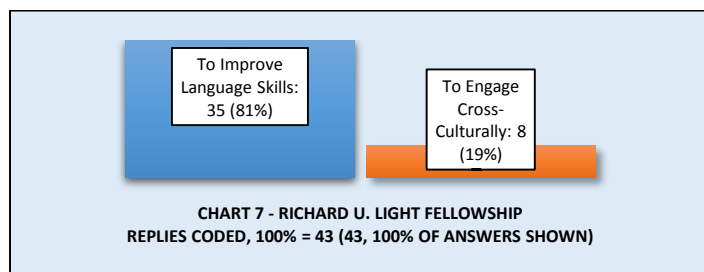 To Improve
Language Skills:
35 (81%)
To Engage
Cross-
Culturally: 8
(19%)
CHART 7 - RICHARD U. LIGHT FELLOWSHIP
REPLIES CODED, 100% = 43 (43, 100% OF ANSWERS SHOWN)